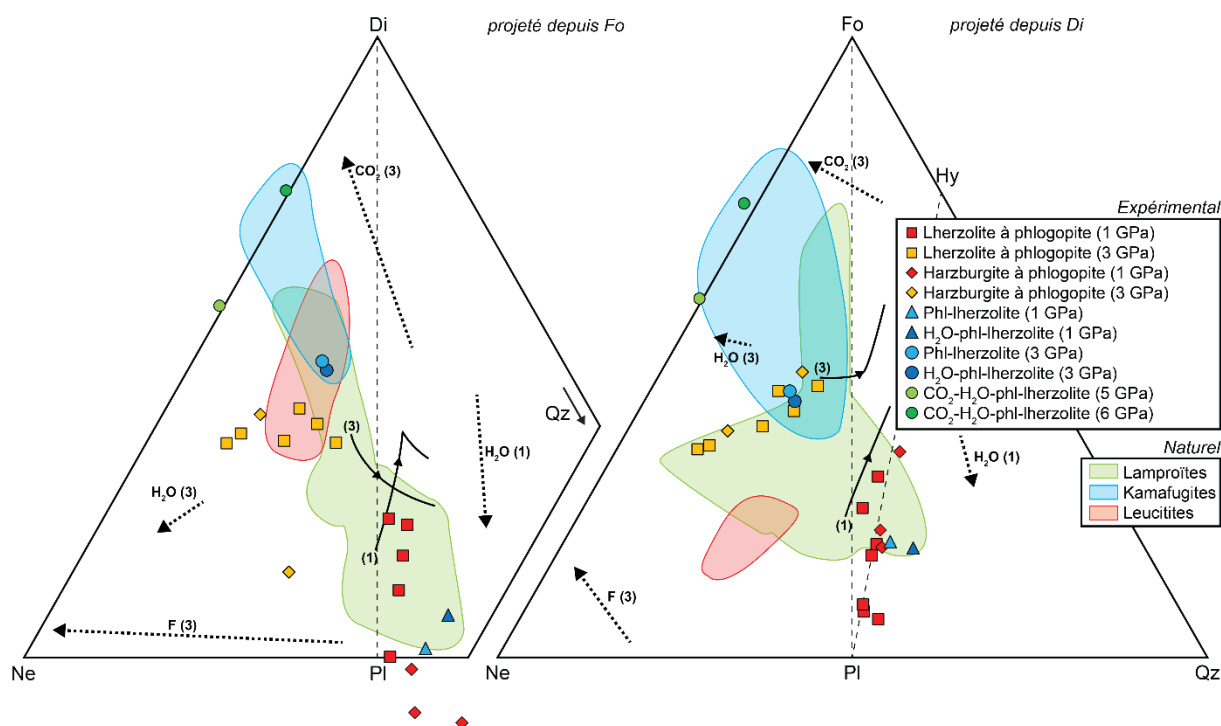 Di
projeté depuis Fo
CO₂ (3)
Qz
H₂O (1)
(3)
H₂O (3)
(1)
F (3)
Ne
Pl
Fo
projeté depuis Di
CO₂ (3)
Hy
Expérimental
Lherzolite à phlogopite (1 GPa)
Lherzolite à phlogopite (3 GPa)
Harzburgite à phlogopite (1 GPa)
Harzburgite à phlogopite (3 GPa)
Phl-lherzolite (1 GPa)
H₂O-phl-lherzolite (1 GPa)
Phl-lherzolite (3 GPa)
H₂O-phl-lherzolite (3 GPa)
CO₂-H₂O-phl-lherzolite (5 GPa)
CO₂-H₂O-phl-lherzolite (6 GPa)
Naturel
Lamproïtes
Kamafugites
Leucitites
H₂O (3)
(3)
H₂O (1)
(1)
F (3)
Ne
Pl
Qz